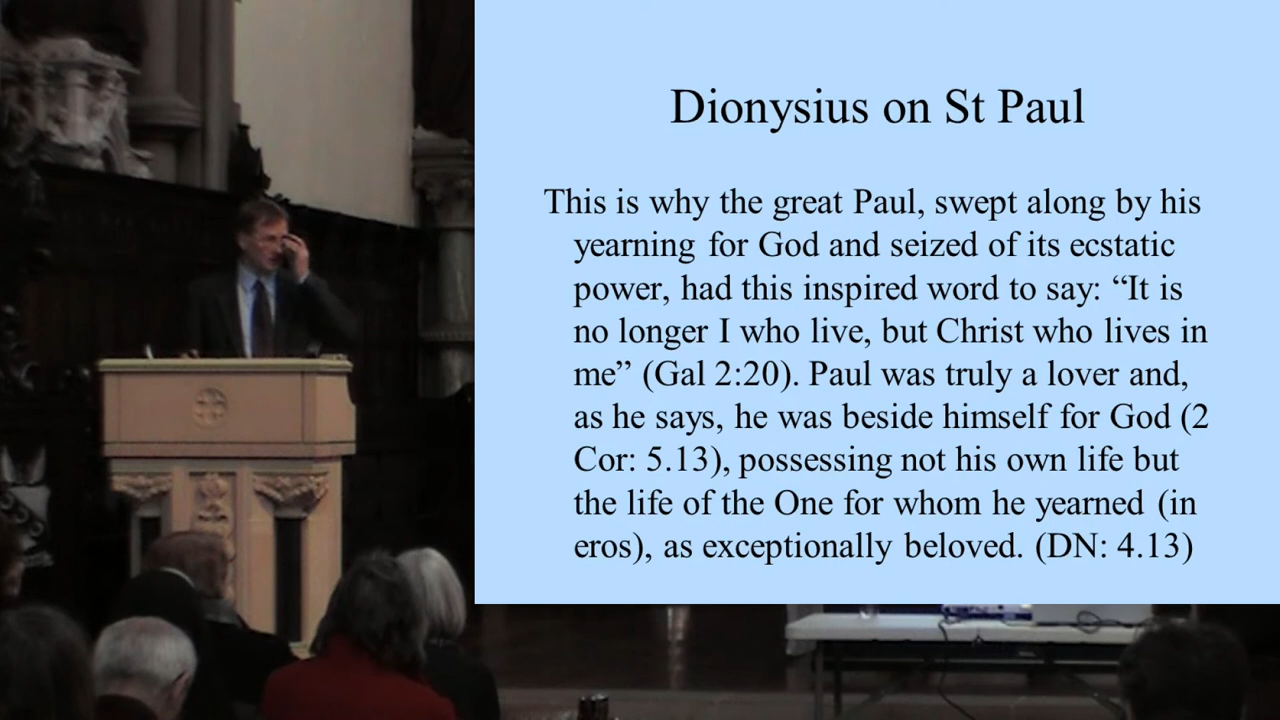 Dionysius on St Paul
This is why the great Paul, swept along by his
yearning for God and seized of its ecstatic
power, had this inspired word to say: “It is
no longer I who live, but Christ who lives in
me” (Gal 2:20). Paul was truly a lover and,
as he says, he was beside himself for God (2
Cor: 5.13), possessing not his own life but
the life of the One for whom he yearned (in
eros), as exceptionally beloved. (DN: 4.13)